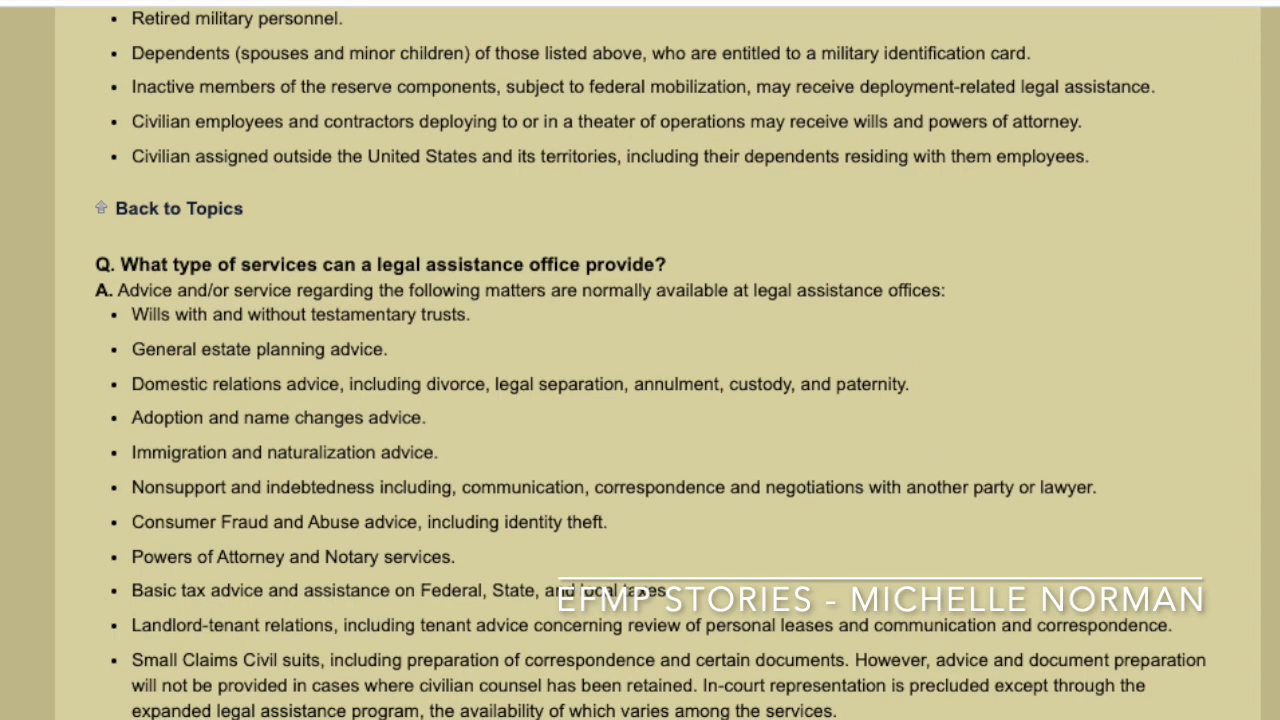 Retired military personnel.
Dependents (spouses and minor children) of those listed above, who are entitled to a military identification card.
Inactive members of the reserve components, subject to federal mobilization, may receive deployment-related legal assistance.
Civilian employees and contractors deploying to or in a theater of operations may receive wills and powers of attorney.
Civilian assigned outside the United States and its territories, including their dependents residing with them employees.
Back to Topics
Q. What type of services can a legal assistance office provide?
A. Advice and/or service regarding the following matters are normally available at legal assistance offices:
Wills with and without testamentary trusts.
General estate planning advice.
Domestic relations advice, including divorce, legal separation, annulment, custody, and paternity.
Adoption and name changes advice.
Immigration and naturalization advice.
Nonsupport and indebtedness including, communication, correspondence and negotiations with another party or lawyer.
Consumer Fraud and Abuse advice, including identity theft.
Powers of Attorney and Notary services.
Basic tax advice and assistance on Federal, State, and local taxes.
EFMP STORIES - MICHELLE NORMAN
Landlord-tenant relations, including tenant advice concerning review of personal leases and communication and correspondence.
Small Claims Civil suits, including preparation of correspondence and certain documents. However, advice and document preparation
will not be provided in cases where civilian counsel has been retained. In-court representation is precluded except through the
expanded legal assistance program, the availability of which varies among the services.